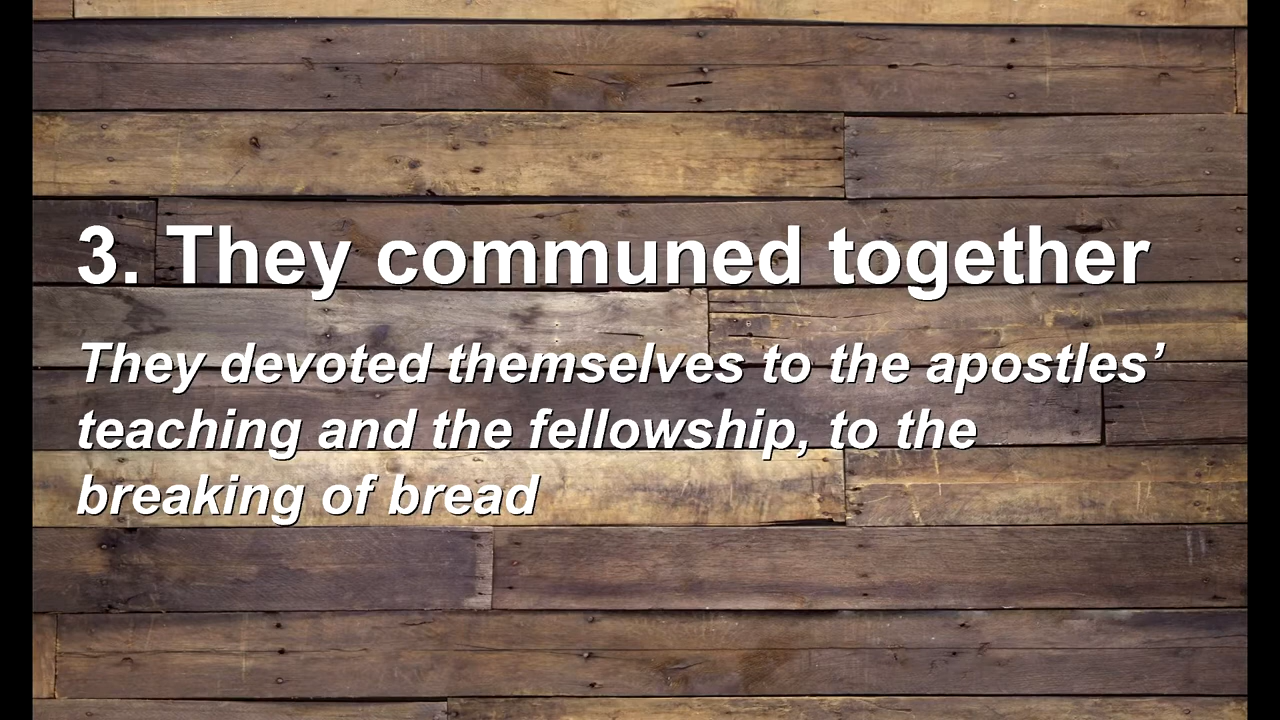 3. They communed together
They devoted themselves to the apostles’
teaching and the fellowship, to the
breaking of bread